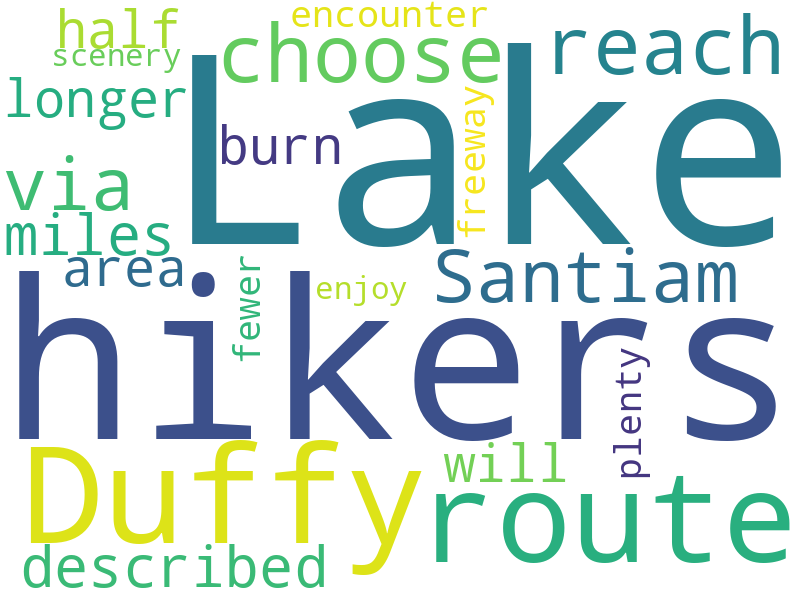 encounter
half
choose
reach
scenery
Lake
longer
freeway
burn
via
miles
area
Santiam
fewer
enjoy
hikers
plenty
Duffy
will
route
described